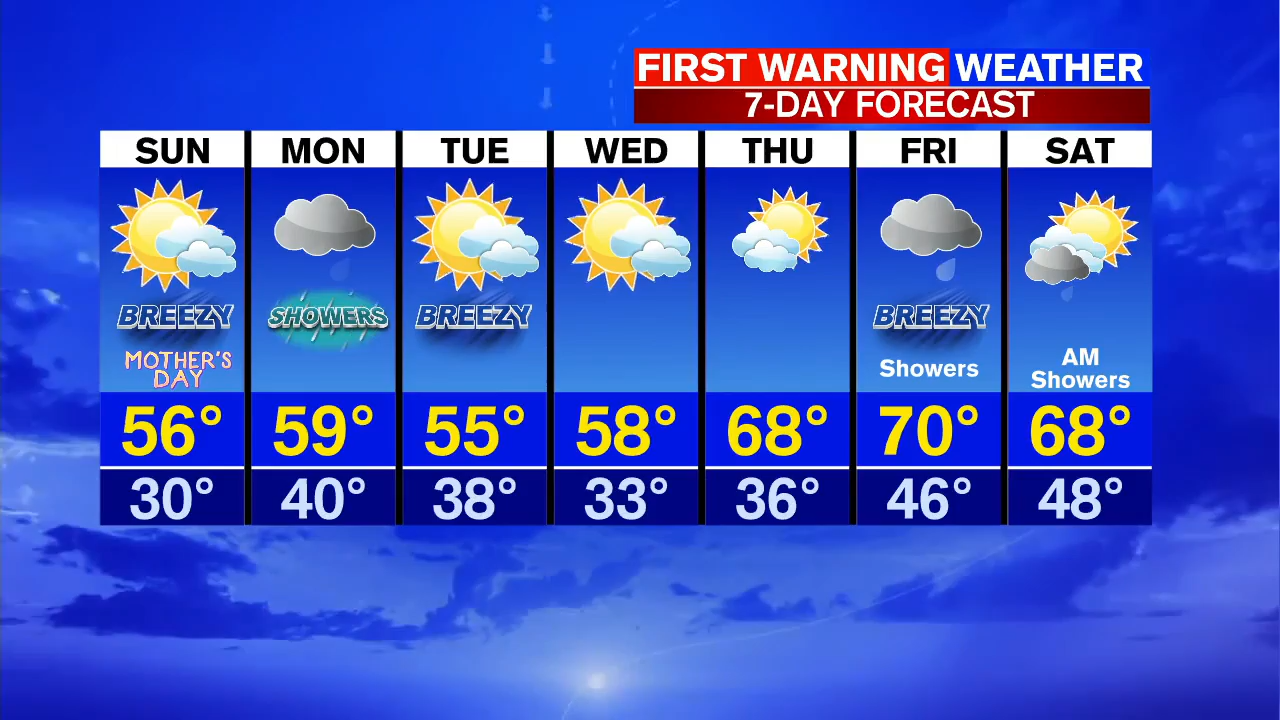 FIRST WARNING WEATHER
7-DAY FORECAST
SUN MON TUE WED THU FRI SAT
BREEZY SHOWERS BREEZY BREEZY
MOTHER'S
DAY
Showers
AM
Showers
56° 59° 55° 58° 68° 70° 68°
30° 40° 38° 33° 36° 46° 48°